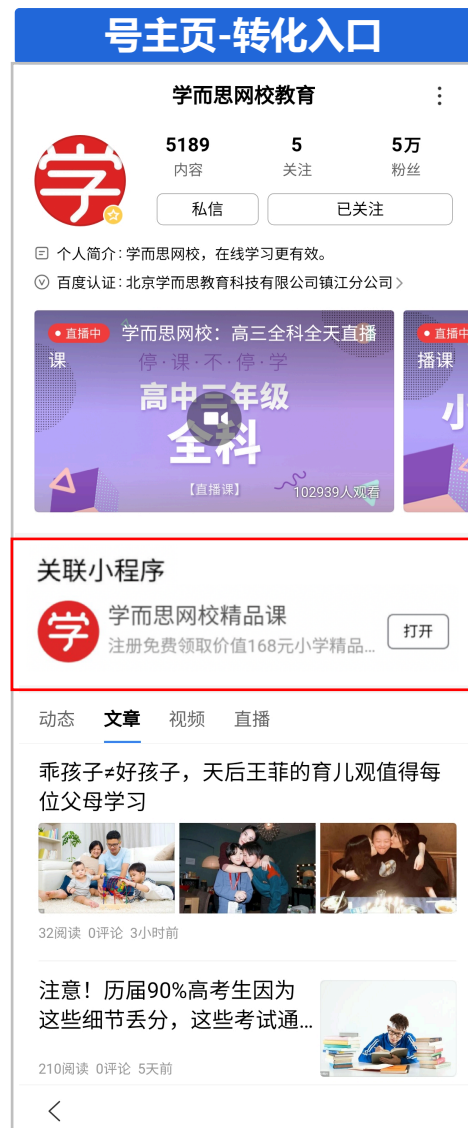 号主页-转化入口
学而思网校教育
学
5189
5
5万
内容
关注
粉丝
私信
已关注
个人简介:学而思网校，在线学习更有效。
百度认证:北京学而思教育科技有限公司镇江分公司
直播中 学而思网校：高三全科全天直播
课
停·课·不·停·学
高中三年级
全科
【直播课】
102939人观看
直播中
播课
关联小程序
学
学而思网校精品课
注册免费领取价值168元小学精品...
打开
动态 文章 视频 直播
乖孩子≠好孩子，天后王菲的育儿观值得每
位父母学习
32阅读 0评论 3小时前
注意！历届90%高考生因为
这些细节丢分，这些考试通...
210阅读 0评论 5天前